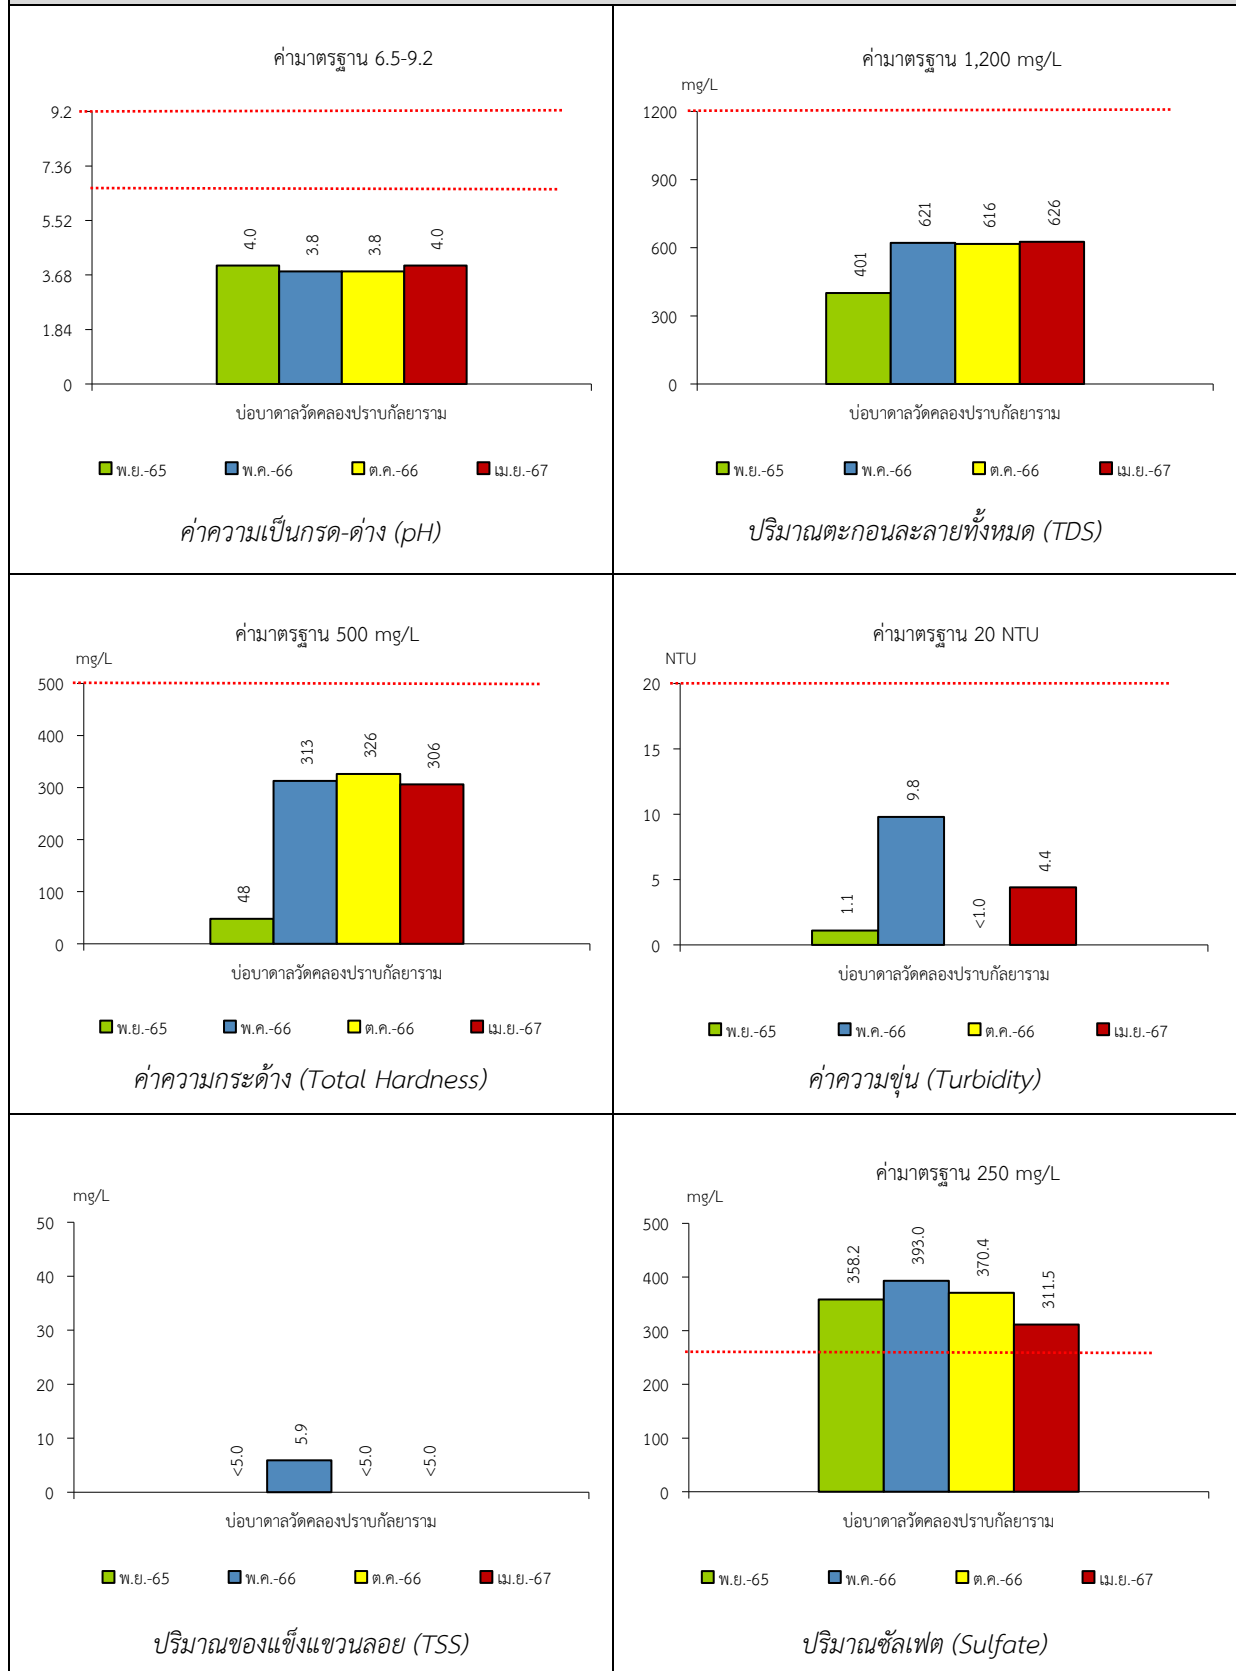 ค่ามาตรฐาน 6.5-9.2
9.2
7.36
5.52
3.68
1.84
0
4.0
3.8
3.8
4.0
บ่อบาดาลวัดคลองปราบกัลยาราม
พ.ย.-65 พ.ค.-66 ต.ค.-66 เม.ย.-67
ค่าความเป็นกรด-ด่าง (pH)
ค่ามาตรฐาน 1,200 mg/L
mg/L
1200
900
600
300
0
401
621
616
626
บ่อบาดาลวัดคลองปราบกัลยาราม
พ.ย.-65 พ.ค.-66 ต.ค.-66 เม.ย.-67
ปริมาณตะกอนละลายทั้งหมด (TDS)
ค่ามาตรฐาน 500 mg/L
mg/L
500
400
300
200
100
0
48
313
326
306
บ่อบาดาลวัดคลองปราบกัลยาราม
พ.ย.-65 พ.ค.-66 ต.ค.-66 เม.ย.-67
ค่าความกระด้าง (Total Hardness)
ค่ามาตรฐาน 20 NTU
NTU
20
15
10
5
0
1.1
9.8
<1.0
4.4
บ่อบาดาลวัดคลองปราบกัลยาราม
พ.ย.-65 พ.ค.-66 ต.ค.-66 เม.ย.-67
ค่าความขุ่น (Turbidity)
mg/L
50
40
30
20
10
0
<5.0
5.9
<5.0
<5.0
บ่อบาดาลวัดคลองปราบกัลยาราม
พ.ย.-65 พ.ค.-66 ต.ค.-66 เม.ย.-67
ปริมาณของแข็งแขวนลอย (TSS)
ค่ามาตรฐาน 250 mg/L
mg/L
500
400
300
200
100
0
358.2
393.0
370.4
311.5
บ่อบาดาลวัดคลองปราบกัลยาราม
พ.ย.-65 พ.ค.-66 ต.ค.-66 เม.ย.-67
ปริมาณซัลเฟต (Sulfate)